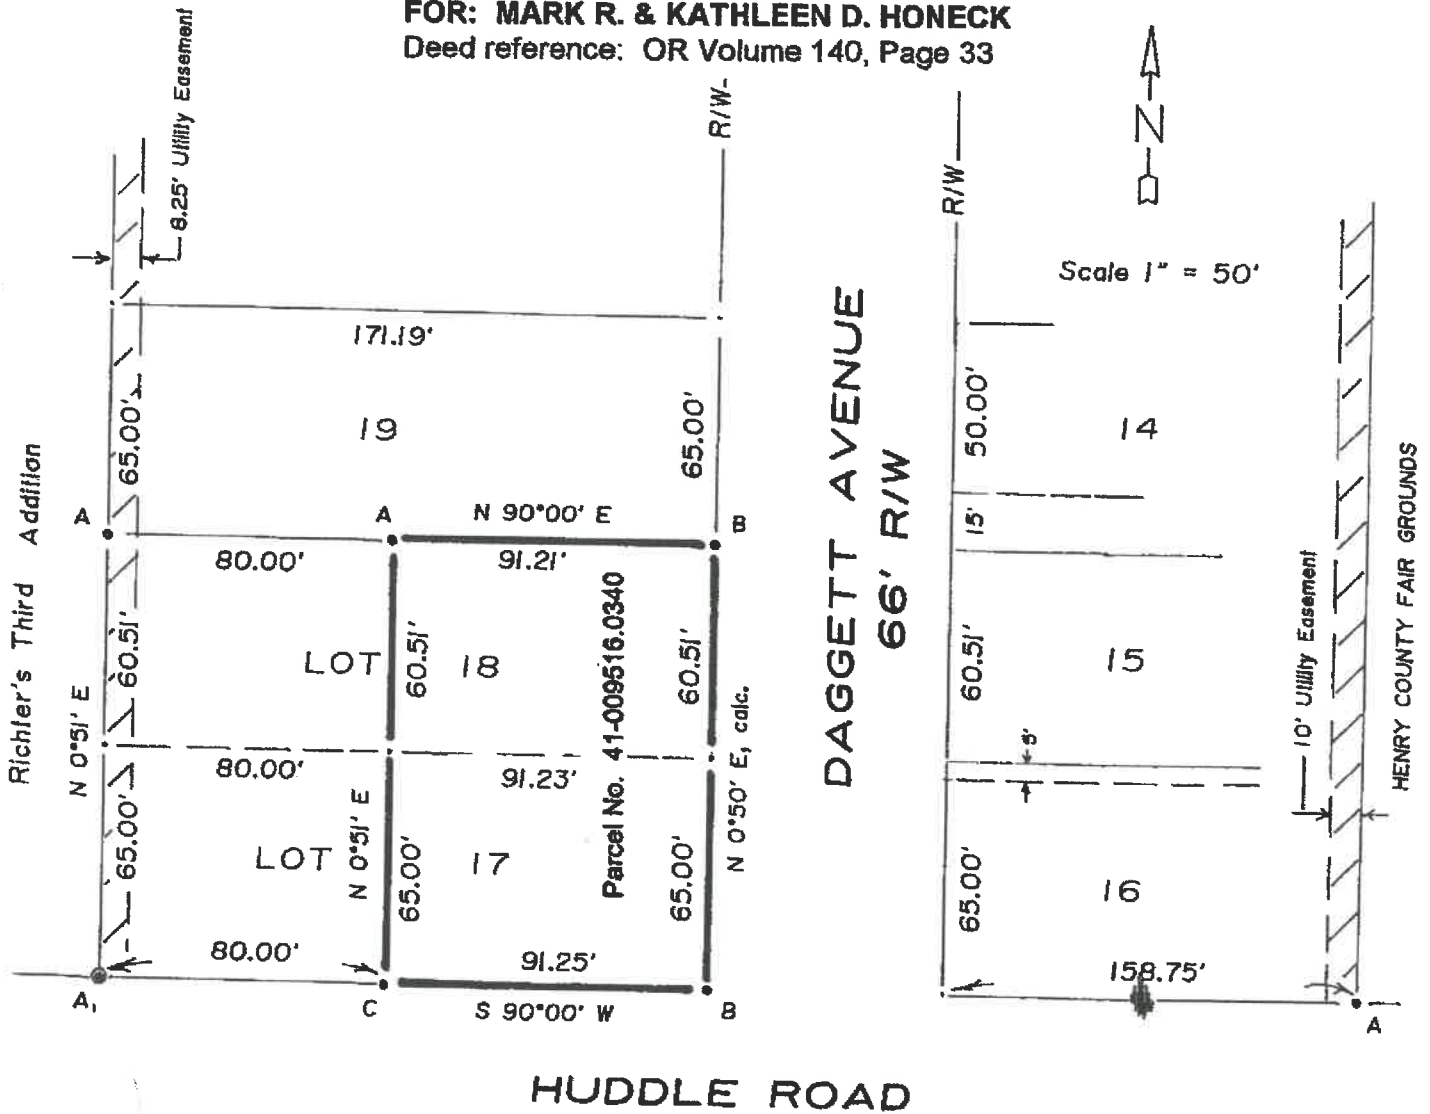 FOR: MARK R. & KATHLEEN D. HONECK
Deed reference: OR Volume 140, Page 33
8.25' Utility Easement
R/W
R/W
N
Scale 1" = 50'
171.19'
65.00'
19
65.00'
50.00'
14
DAGGETT AVENUE
66' R/W
Richler's Third Addition
A
A
N 90°00' E
B
15'
80.00'
91.21'
60.51'
LOT
60.51'
18
60.51'
60.51'
15
Parcel No. 41-009516.0340
10' Utility Easement
HENRY COUNTY FAIR GROUNDS
N 0°51' E
80.00'
91.23'
N 0°50' E, calc.
65.00'
LOT
N 0°51' E
65.00'
17
65.00'
65.00'
16
80.00'
91.25'
158.75'
A,
C
S 90°00' W
B
A
HUDDLE ROAD